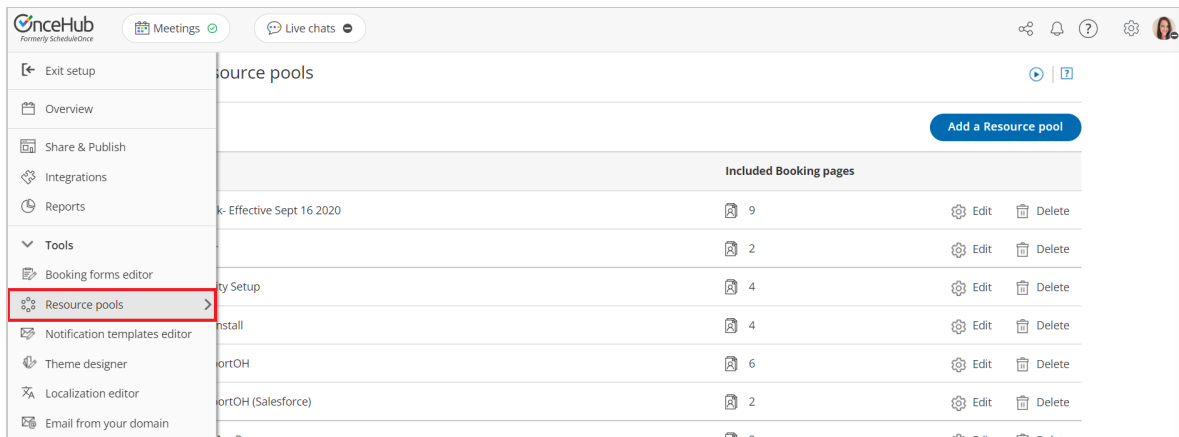 OnceHub
Formerly ScheduleOnce
Meetings
Live chats
?
Exit setup
source pools
?
Overview
Add a Resource pool
Share & Publish
Included Booking pages
Integrations
Reports
k- Effective Sept 16 2020 9 Edit Delete
Tools
2 Edit Delete
Booking forms editor
ity Setup 4 Edit Delete
Resource pools
nstall 4 Edit Delete
Notification templates editor
Theme designer
ortOH 6 Edit Delete
Localization editor
ortOH (Salesforce) 2 Edit Delete
Email from your domain